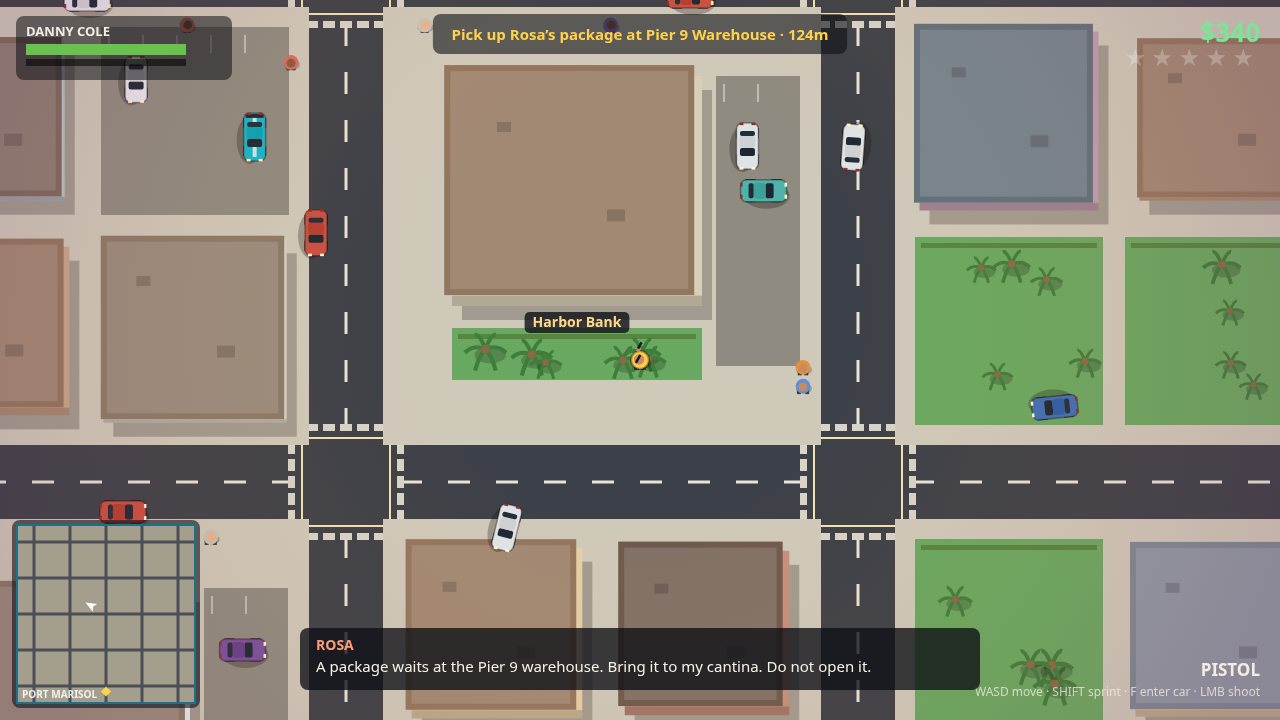 DANNY COLE
Pick up Rosa's package at Pier 9 Warehouse · 124m
$340
Harbor Bank
ROSA
A package waits at the Pier 9 warehouse. Bring it to my cantina. Do not open it.
PORT MARISOL
PISTOL
WASD move · SHIFT sprint · F enter car · LMB shoot